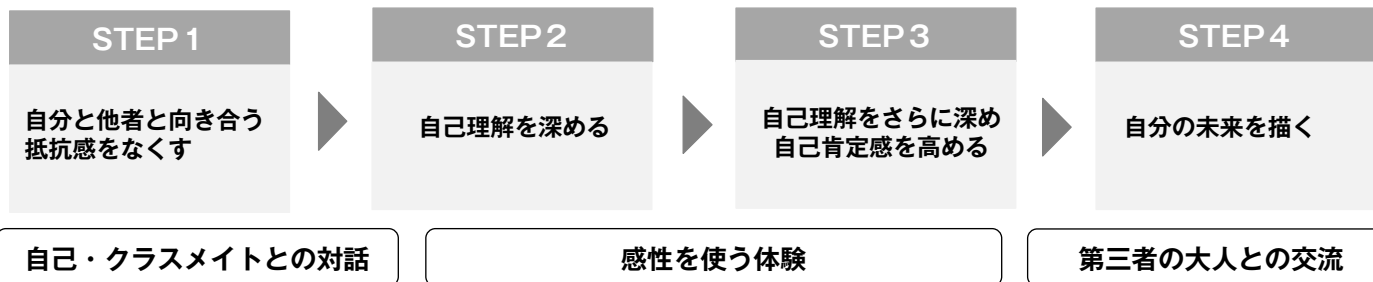 STEP1
自分と他者と向き合う
抵抗感をなくす
STEP2
自己理解を深める
STEP3
自己理解をさらに深め
自己肯定感を高める
STEP4
自分の未来を描く
自己・クラスメイトとの対話
感性を使う体験
第三者の大人との交流